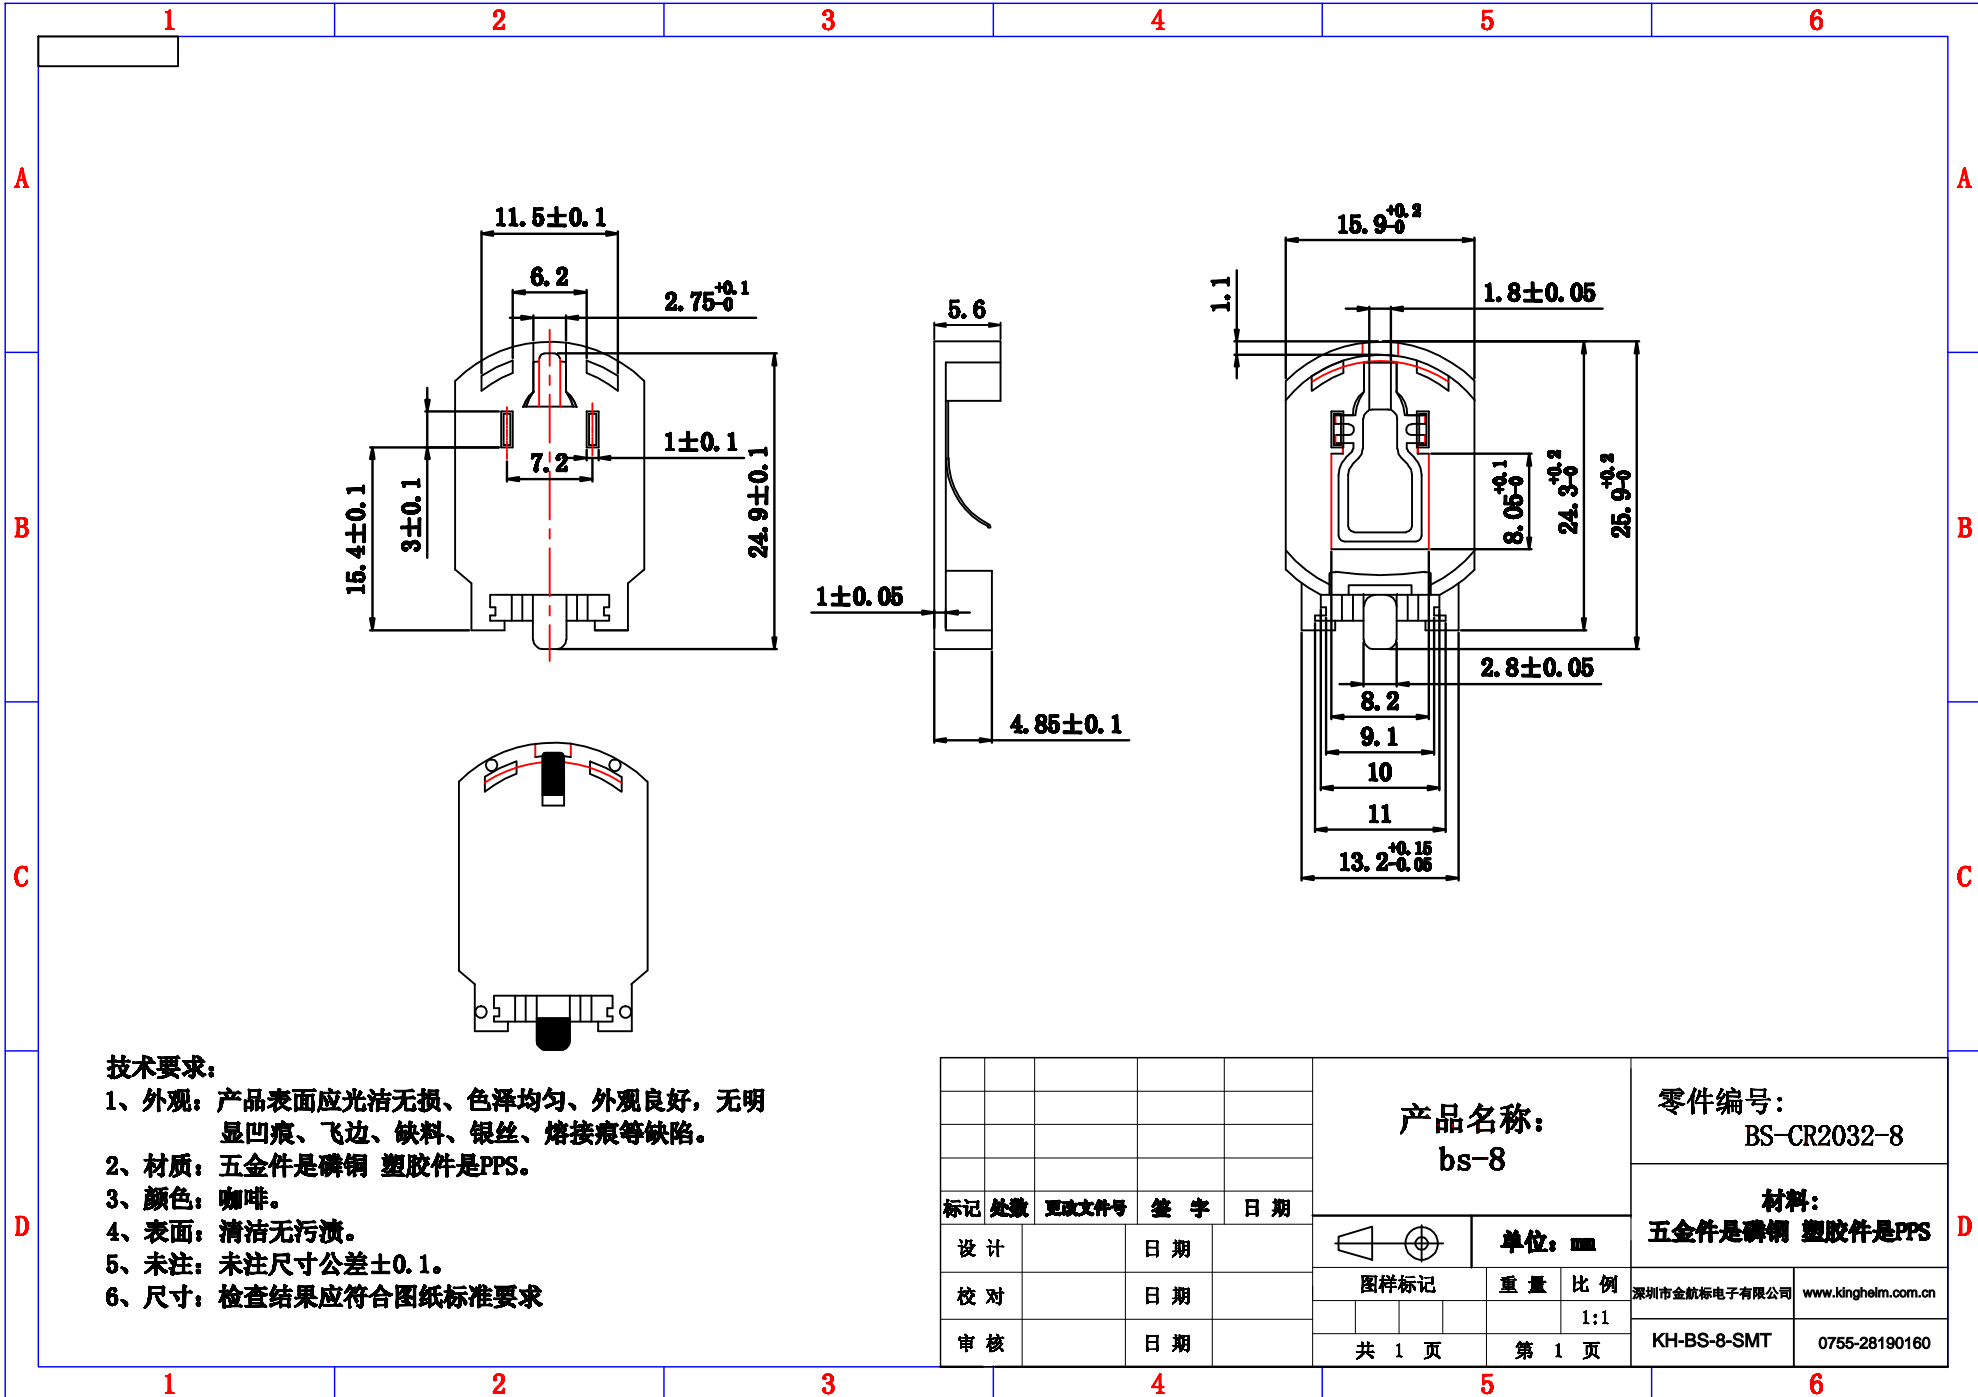 1 2 3 4 5 6
A A
11.5±0.1
15.9+0.2-0
6.2
2.75+0.1-0
1.1
1.8±0.05
5.6
B B
1±0.1
7.2
15.4±0.1
3±0.1
24.9±0.1
8.05+0.1-0
24.3+0.2-0
25.9+0.2-0
1±0.05
2.8±0.05
8.2
4.85±0.1
9.1
10
11
13.2+0.15-0.05
C C
技术要求:
1、外观: 产品表面应光洁无损、色泽均匀、外观良好, 无明
显凹痕、飞边、缺料、银丝、熔接痕等缺陷。
2、材质: 五金件是磷铜 塑胶件是PPS。
3、颜色: 咖啡。
4、表面: 清洁无污渍。
5、未注: 未注尺寸公差±0.1。
6、尺寸: 检查结果应符合图纸标准要求
D D
产品名称:
bs-8
零件编号:
BS-CR2032-8
材料:
五金件是磷铜 塑胶件是PPS
标记 处数 更改文件号 签 字 日 期
设 计 日 期
校 对 日 期
审 核 日 期
单位: mm
图样标记 重 量 比 例
1:1
共 1 页 第 1 页
深圳市金航标电子有限公司 www.kinghelm.com.cn
KH-BS-8-SMT 0755-28190160
1 2 3 4 5 6